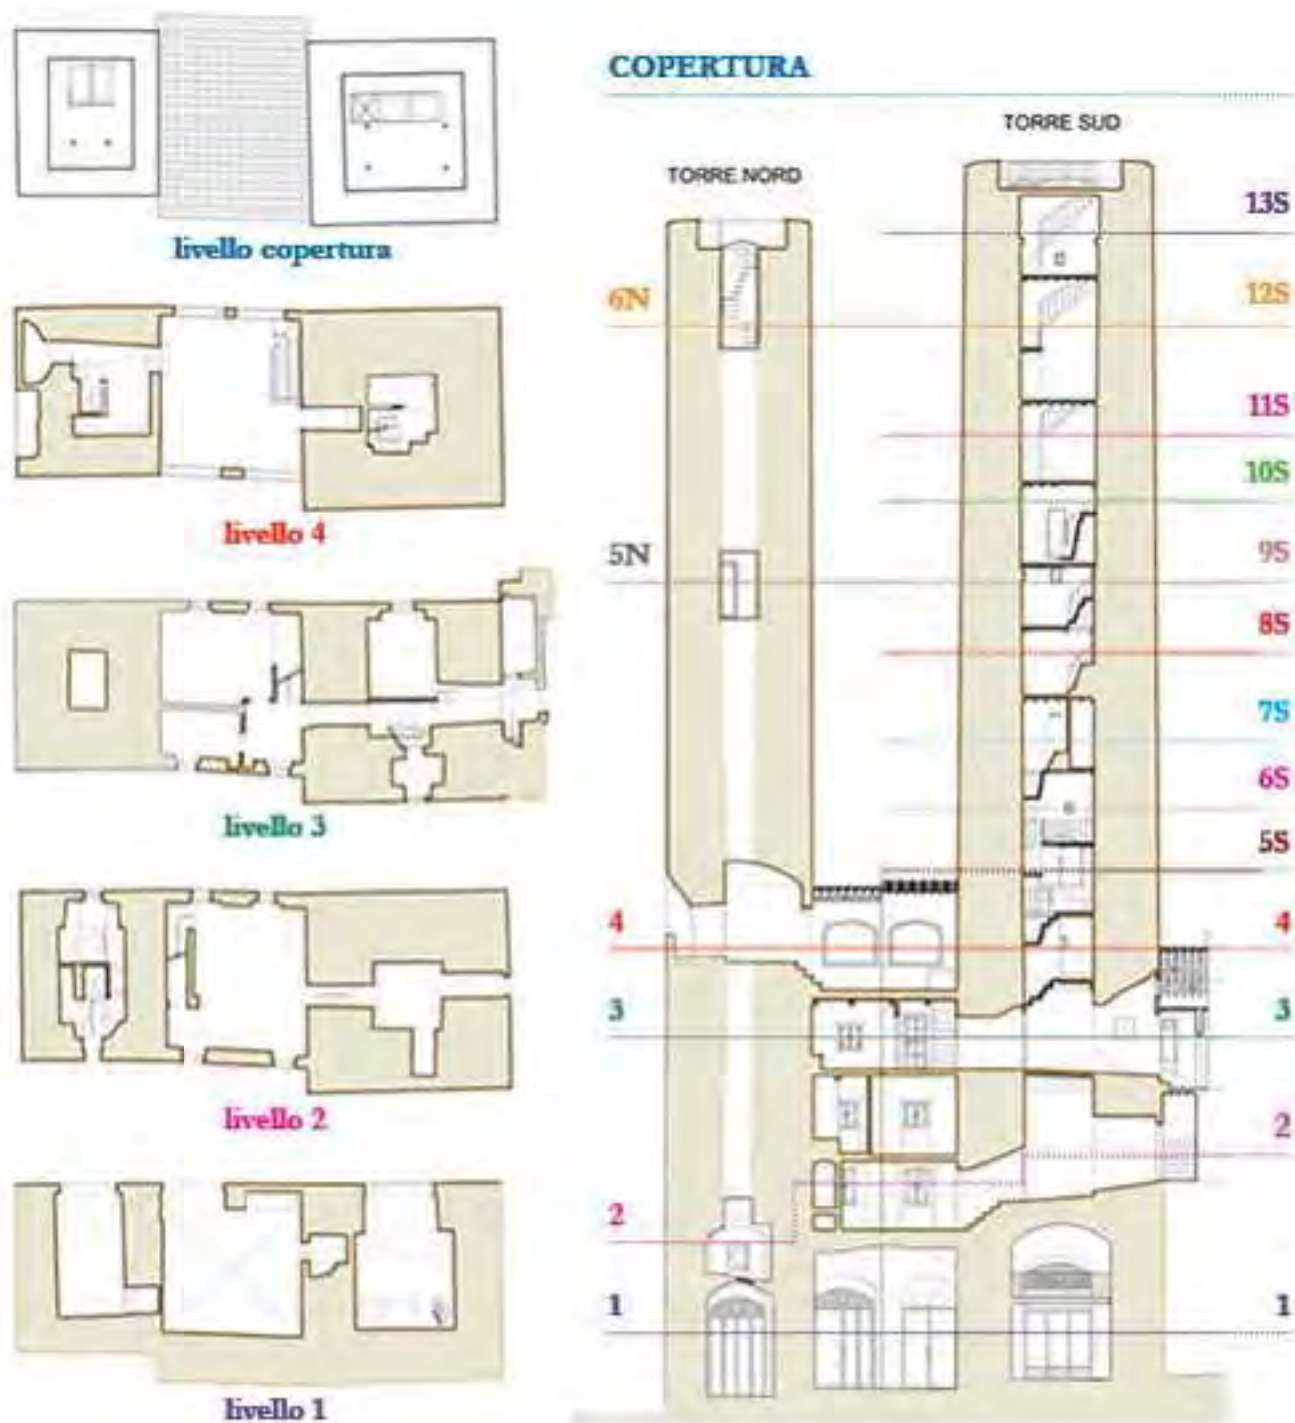 livello copertura
livello 4
livello 3
livello 2
livello 1
COPERTURA
TORRE SUD
TORRE NORD
13S
6N 12S
11S
10S
5N 9S
8S
7S
6S
5S
4 4
3 3
2
2
1 1